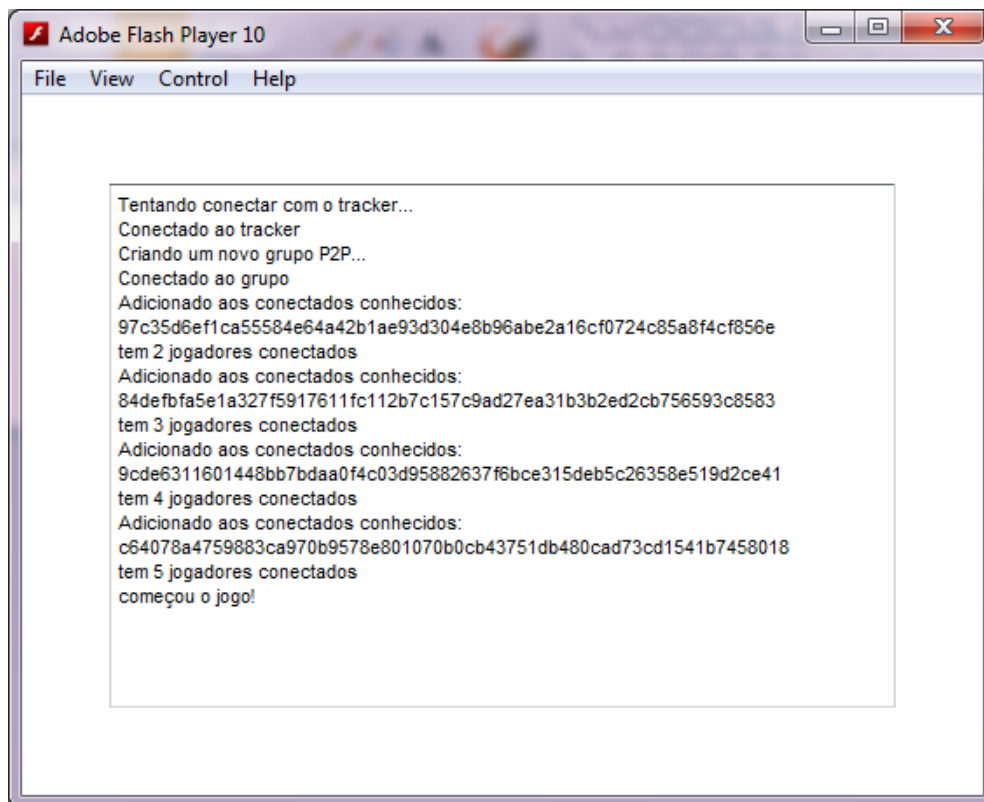 Adobe Flash Player 10
File View Control Help
Tentando conectar com o tracker...
Conectado ao tracker
Criando um novo grupo P2P...
Conectado ao grupo
Adicionado aos conectados conhecidos:
97c35d6ef1ca55584e64a42b1ae93d304e8b96abe2a16cf0724c85a8f4cf856e
tem 2 jogadores conectados
Adicionado aos conectados conhecidos:
84defbfa5e1a327f5917611fc112b7c157c9ad27ea31b3b2ed2cb756593c8583
tem 3 jogadores conectados
Adicionado aos conectados conhecidos:
9cde6311601448bb7bdaa0f4c03d95882637f6bce315deb5c26358e519d2ce41
tem 4 jogadores conectados
Adicionado aos conectados conhecidos:
c64078a4759883ca970b9578e801070b0cb43751db480cad73cd1541b7458018
tem 5 jogadores conectados
começou o jogo!